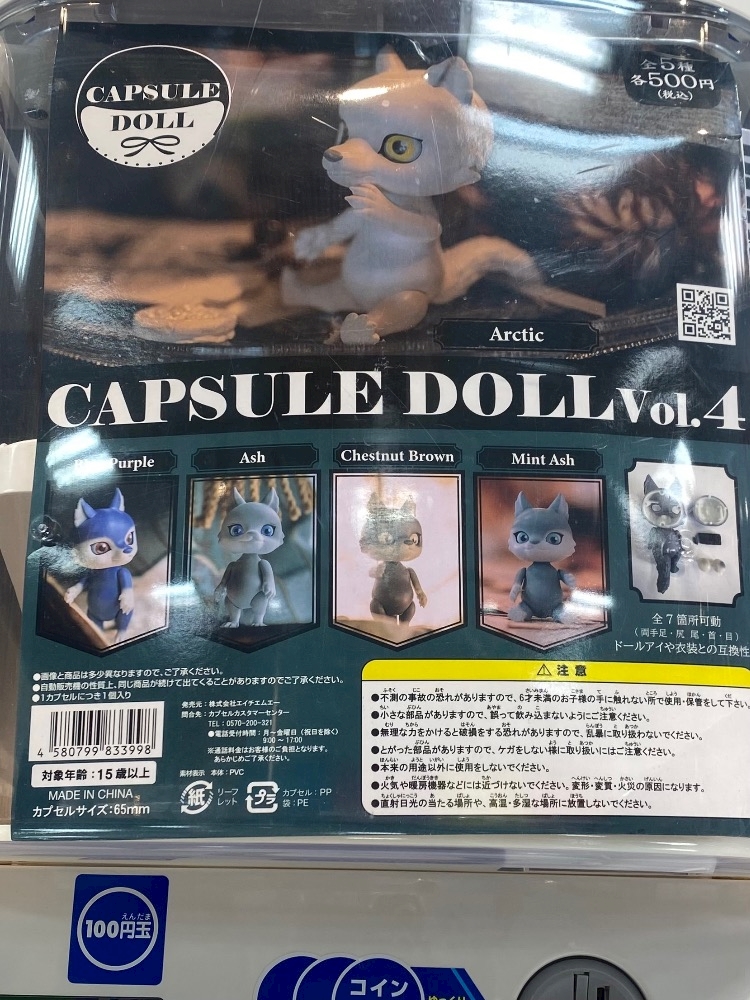 CAPSULE
DOLL
全5種
各500円
(税込)
Arctic
CAPSULE DOLL Vol.4
Purple
Ash
Chestnut Brown
Mint Ash
全7箇所可動
(両手足・尻尾・首・目)
ドールアイや衣装との互換性
●画像と商品は多少異なりますので、ご了承ください。
●自動販売機の性質上、同じ商品が続けて出てくることがありますのでご了承ください。
●1カプセルにつき1個入り
4 580799 833998
対象年齢:15歳以上
MADE IN CHINA
カプセルサイズ:65mm
発売元:株式会社エイチエムエー
問合先:カプセルカスタマーセンター
TEL:0570-200-321
●電話受付時間:月~金曜日(祝日を除く)
9:00~17:00
※通話料金はお客様のご負担となります。
あらかじめご了承ください。
素材表示 本体:PVC
紙
リーフレット
プラ
カプセル:PP
袋:PE
⚠注意
●不測の事故の恐れがありますので、6才未満のお子様の手に触れない所で使用・保管をして下さい。
●小さな部品がありますので、誤って飲み込まないようにご注意ください。
●無理な力をかけると破損をする恐れがありますので、乱暴に取り扱わないでください。
●とがった部品がありますので、ケガをしない様に取り扱いにはご注意ください。
●本来の用途以外に使用をしないでください。
●火気や暖房機器などには近づけないでください。変形・変質・火災の原因になります。
●直射日光の当たる場所や、高温・多湿な場所に放置しないでください。
えんだま
100円玉
コイン
ゆっくり